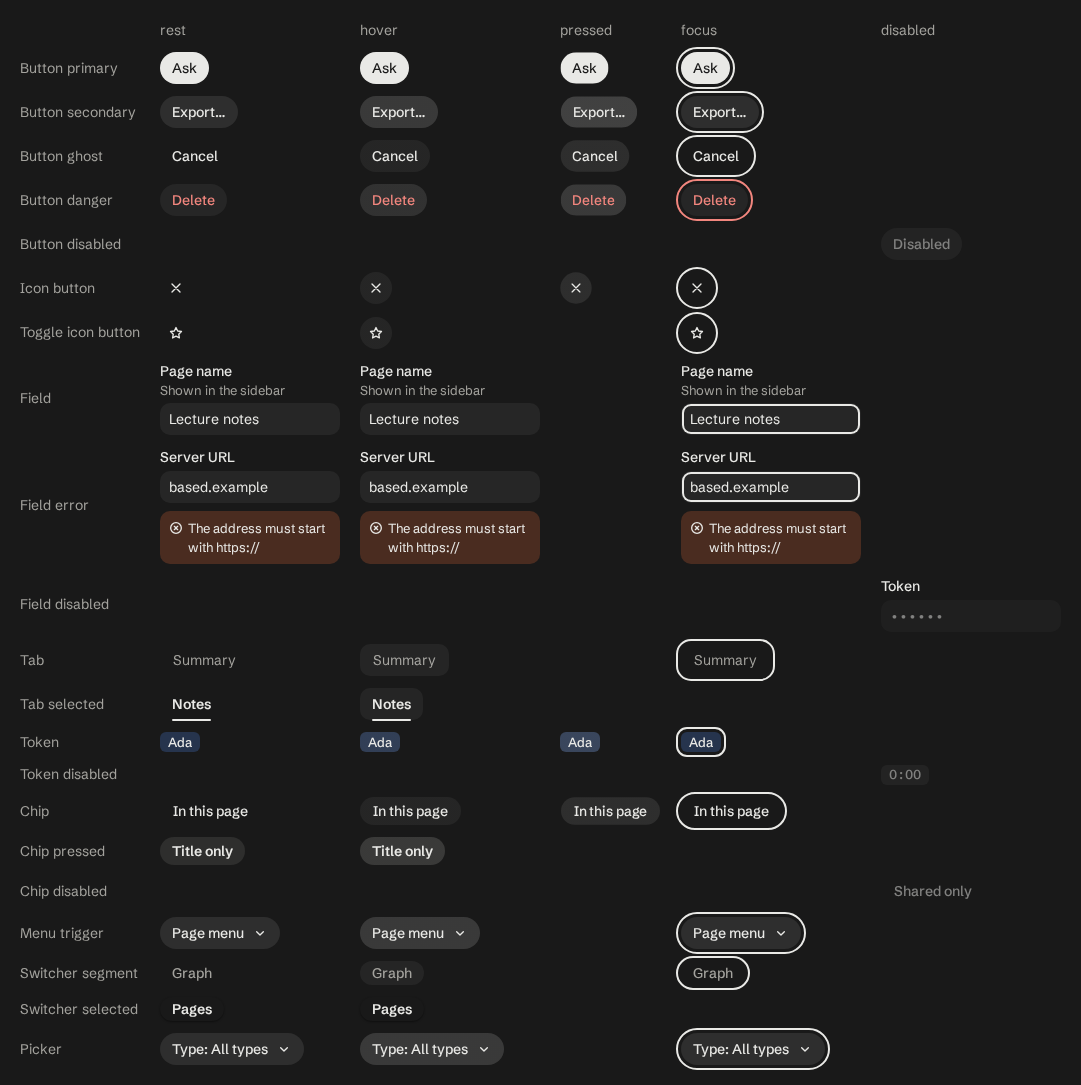 rest hover pressed focus disabled
Button primary Ask Ask Ask Ask
Button secondary Export... Export... Export... Export...
Button ghost Cancel Cancel Cancel Cancel
Button danger Delete Delete Delete Delete
Button disabled Disabled
Icon button
Toggle icon button
Page name Page name Page name
Shown in the sidebar Shown in the sidebar Shown in the sidebar
Field
Lecture notes Lecture notes Lecture notes
Server URL Server URL Server URL
based.example based.example based.example
Field error
The address must start The address must start The address must start
with https:// with https:// with https://
Token
Field disabled
••••••
Tab Summary Summary Summary
Tab selected Notes Notes
Token Ada Ada Ada Ada
Token disabled 0:00
Chip In this page In this page In this page In this page
Chip pressed Title only Title only
Chip disabled Shared only
Menu trigger Page menu Page menu Page menu
Switcher segment Graph Graph Graph
Switcher selected Pages Pages
Picker Type: All types Type: All types Type: All types